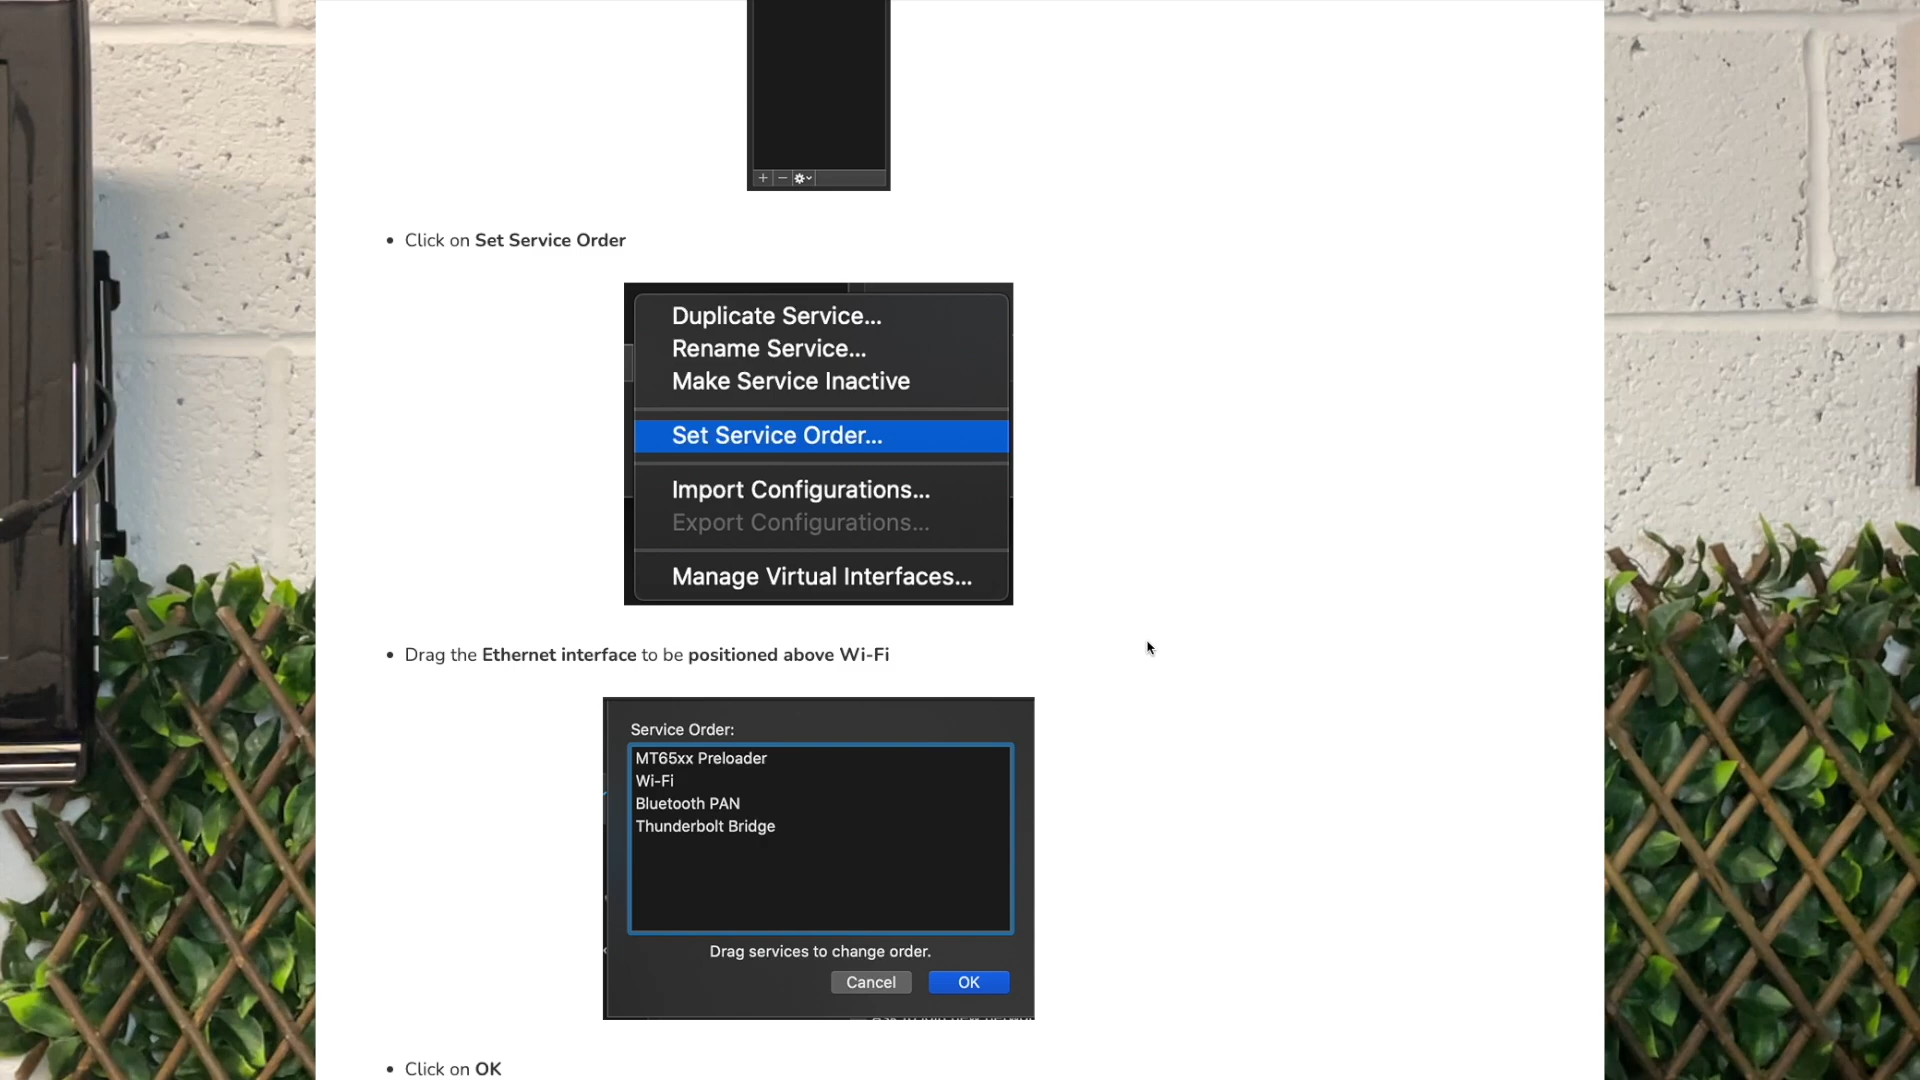 Click on Set Service Order
Duplicate Service...
Rename Service...
Make Service Inactive
Set Service Order...
Import Configurations...
Export Configurations...
Manage Virtual Interfaces...
Drag the Ethernet interface to be positioned above Wi-Fi
Service Order:
MT65xx Preloader
Wi-Fi
Bluetooth PAN
Thunderbolt Bridge
Drag services to change order.
Cancel OK
Click on OK